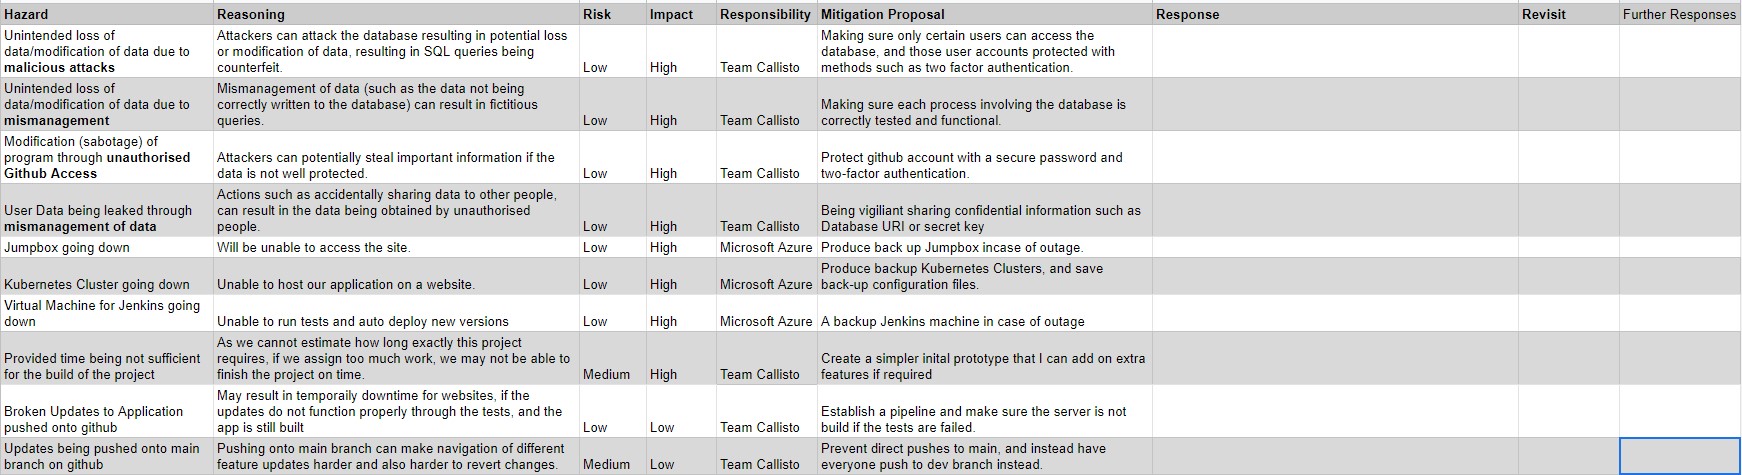 Hazard Reasoning Risk Impact Responsibility Mitigation Proposal Response Revisit Further Responses
Unintended loss of
data/modification of data due to
malicious attacks
Attackers can attack the database resulting in potential loss
or modification of data, resulting in SQL queries being
counterfeit.
Low
High
Team Callisto
Making sure only certain users can access the
database, and those user accounts protected with
methods such as two factor authentication.
Unintended loss of
data/modification of data due to
mismanagement
Mismanagement of data (such as the data not being
correctly written to the database) can result in fictitious
queries.
Low
High
Team Callisto
Making sure each process involving the database is
correctly tested and functional.
Modification (sabotage) of
program through unauthorised
Github Access
Attackers can potentially steal important information if the
data is not well protected.
Low
High
Team Callisto
Protect github account with a secure password and
two-factor authentication.
User Data being leaked through
mismanagement of data
Actions such as accidentally sharing data to other people,
can result in the data being obtained by unauthorised
people.
Low
High
Team Callisto
Being vigiliant sharing confidential information such as
Database URI or secret key
Jumpbox going down
Will be unable to access the site.
Low
High
Microsoft Azure
Produce back up Jumpbox incase of outage.
Kubernetes Cluster going down
Unable to host our application on a website.
Low
High
Microsoft Azure
Produce backup Kubernetes Clusters, and save
back-up configuration files.
Virtual Machine for Jenkins going
down
Unable to run tests and auto deploy new versions
Low
High
Microsoft Azure
A backup Jenkins machine in case of outage
Provided time being not sufficient
for the build of the project
As we cannot estimate how long exactly this project
requires, if we assign too much work, we may not be able to
finish the project on time.
Medium
High
Team Callisto
Create a simpler inital prototype that I can add on extra
features if required
Broken Updates to Application
pushed onto github
May result in temporaily downtime for websites, if the
updates do not function properly through the tests, and the
app is still built
Low
Low
Team Callisto
Establish a pipeline and make sure the server is not
build if the tests are failed.
Updates being pushed onto main
branch on github
Pushing onto main branch can make navigation of different
feature updates harder and also harder to revert changes.
Medium
Low
Team Callisto
Prevent direct pushes to main, and instead have
everyone push to dev branch instead.